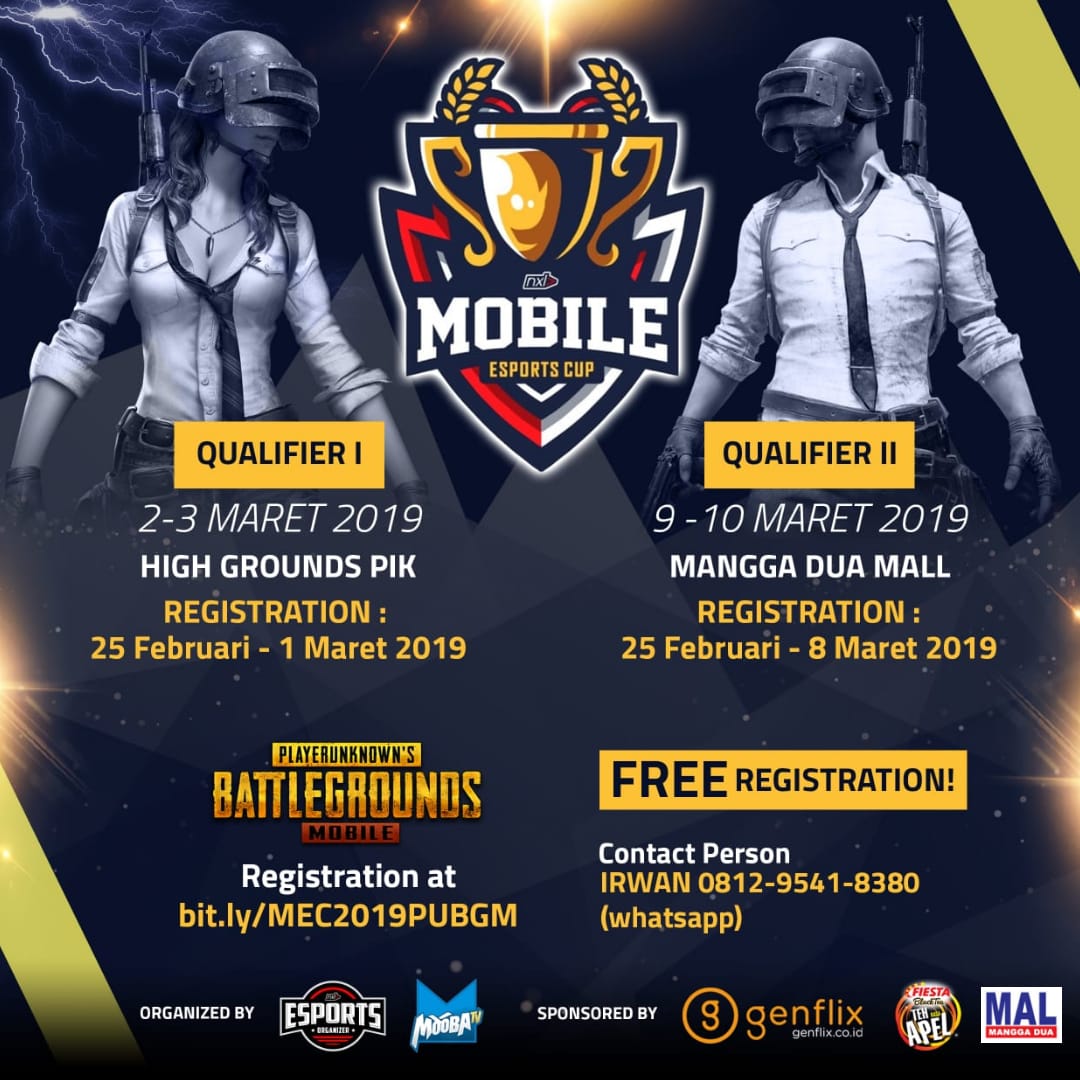 nxl
MOBILE
ESPORTS CUP
QUALIFIER I
2-3 MARET 2019
HIGH GROUNDS PIK
REGISTRATION :
25 Februari - 1 Maret 2019
QUALIFIER II
9 -10 MARET 2019
MANGGA DUA MALL
REGISTRATION :
25 Februari - 8 Maret 2019
PLAYERUNKNOWN'S
BATTLEGROUNDS
MOBILE
Registration at
bit.ly/MEC2019PUBGM
FREE REGISTRATION!
Contact Person
IRWAN 0812-9541-8380
(whatsapp)
ORGANIZED BY
nxl
ESPORTS
ORGANIZER
MOOBA TV
SPONSORED BY
genflix
genflix.co.id
FIESTA
Black Tea
TEH
APEL
MAL
MANGGA DUA